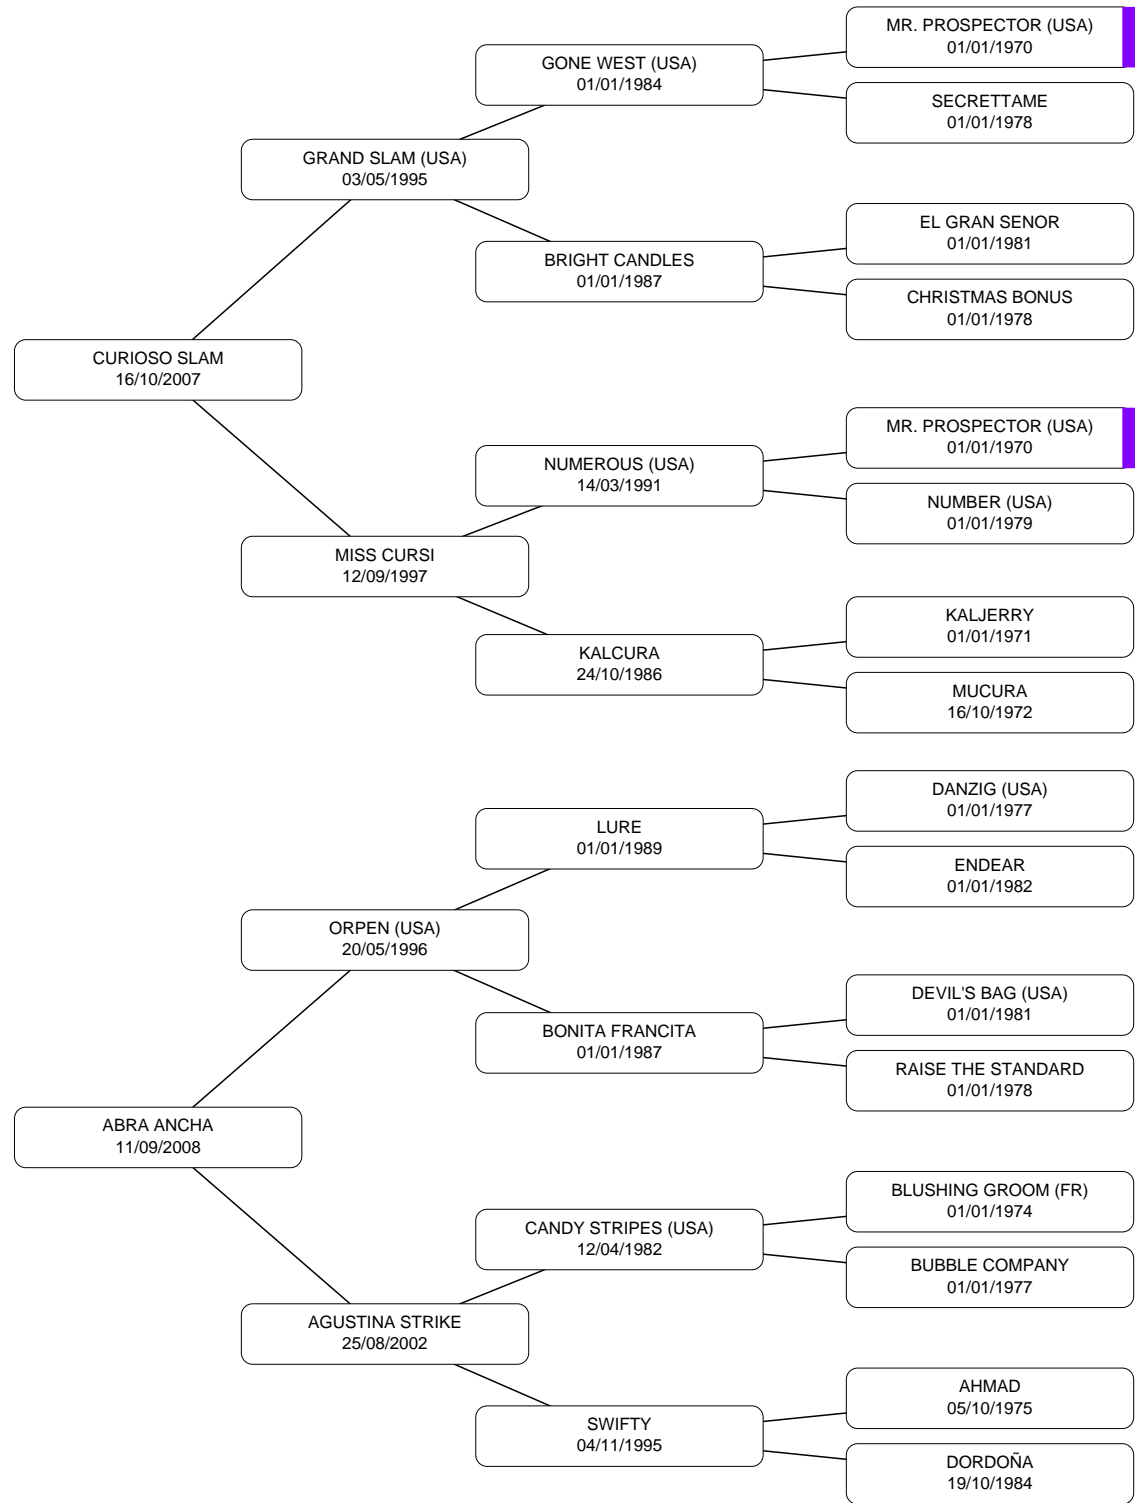 MR. PROSPECTOR (USA)
01/01/1970
GONE WEST (USA)
01/01/1984
SECRETTAME
01/01/1978
GRAND SLAM (USA)
03/05/1995
EL GRAN SENOR
01/01/1981
BRIGHT CANDLES
01/01/1987
CHRISTMAS BONUS
01/01/1978
CURIOSO SLAM
16/10/2007
MR. PROSPECTOR (USA)
01/01/1970
NUMEROUS (USA)
14/03/1991
NUMBER (USA)
01/01/1979
MISS CURSI
12/09/1997
KALJERRY
01/01/1971
KALCURA
24/10/1986
MUCURA
16/10/1972
DANZIG (USA)
01/01/1977
LURE
01/01/1989
ENDEAR
01/01/1982
ORPEN (USA)
20/05/1996
DEVIL'S BAG (USA)
01/01/1981
BONITA FRANCITA
01/01/1987
RAISE THE STANDARD
01/01/1978
ABRA ANCHA
11/09/2008
BLUSHING GROOM (FR)
01/01/1974
CANDY STRIPES (USA)
12/04/1982
BUBBLE COMPANY
01/01/1977
AGUSTINA STRIKE
25/08/2002
AHMAD
05/10/1975
SWIFTY
04/11/1995
DORDOÑA
19/10/1984